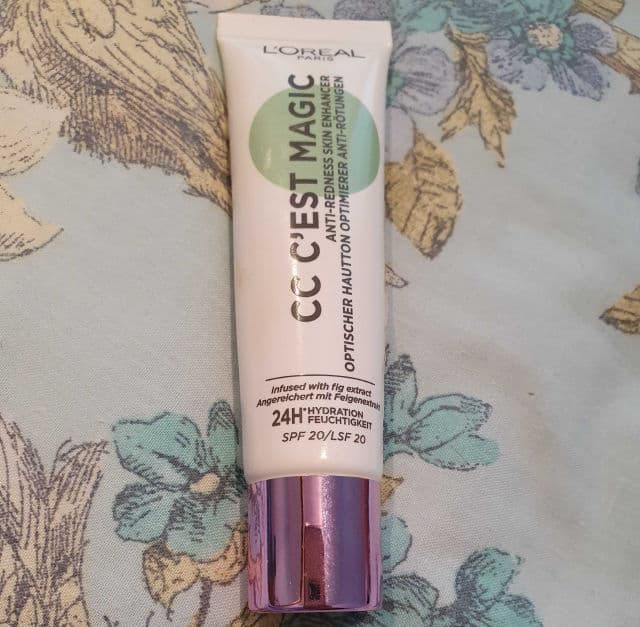 L'ORÉAL
PARIS
CC C'EST MAGIC
ANTI-REDNESS SKIN ENHANCER
OPTISCHER HAUTTON OPTIMIERER ANTI-RÖTUNGEN
Infused with fig extract
Angereichert mit Feigenextrakt
24H* HYDRATION
FEUCHTIGKEIT
SPF 20/LSF 20